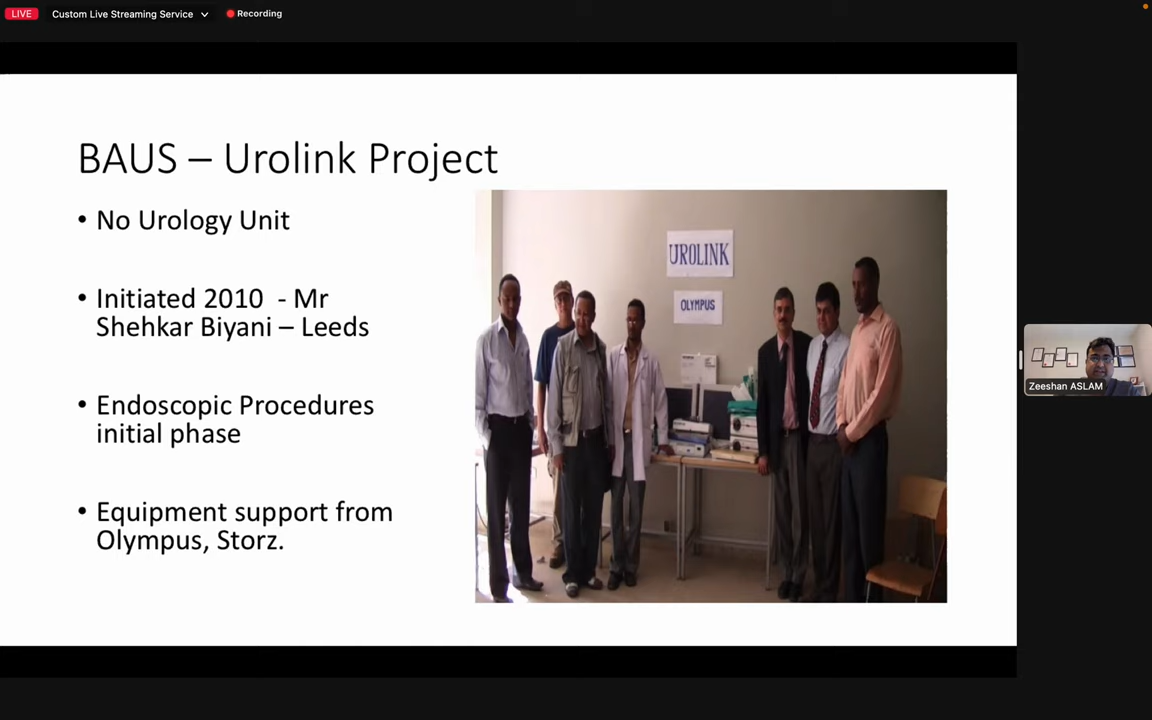 LIVE Custom Live Streaming Service Recording
BAUS – Urolink Project
• No Urology Unit
• Initiated 2010 - Mr
Shehkar Biyani – Leeds
• Endoscopic Procedures
initial phase
• Equipment support from
Olympus, Storz.
UROLINK
OLYMPUS
Zeeshan ASLAM